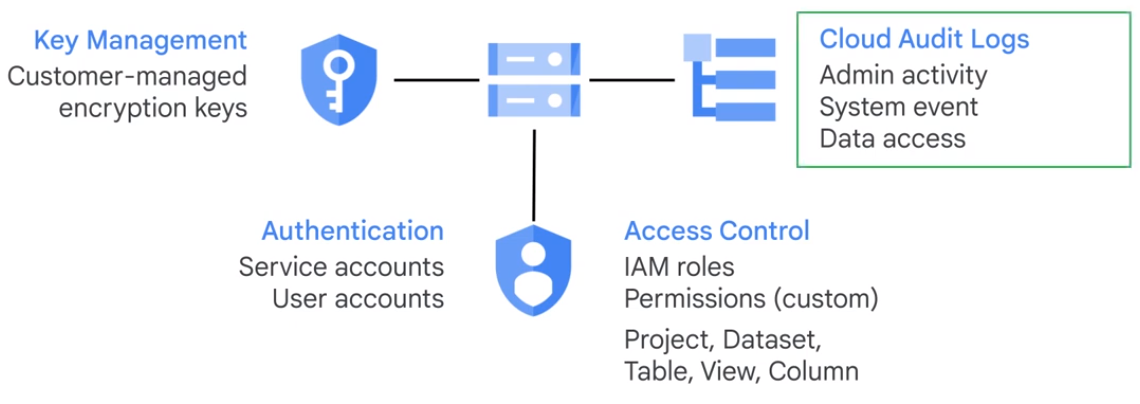 Key Management
Customer-managed
encryption keys
Cloud Audit Logs
Admin activity
System event
Data access
Authentication
Service accounts
User accounts
Access Control
IAM roles
Permissions (custom)
Project, Dataset,
Table, View, Column